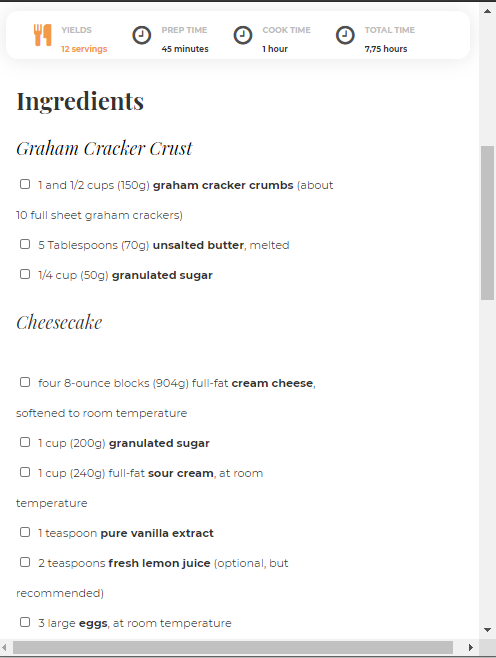 YIELDS PREP TIME COOK TIME TOTAL TIME
12 servings 45 minutes 1 hour 7,75 hours
Ingredients
Graham Cracker Crust
1 and 1/2 cups (150g) graham cracker crumbs (about
10 full sheet graham crackers)
5 Tablespoons (70g) unsalted butter, melted
1/4 cup (50g) granulated sugar
Cheesecake
four 8-ounce blocks (904g) full-fat cream cheese,
softened to room temperature
1 cup (200g) granulated sugar
1 cup (240g) full-fat sour cream, at room
temperature
1 teaspoon pure vanilla extract
2 teaspoons fresh lemon juice (optional, but
recommended)
3 large eggs, at room temperature